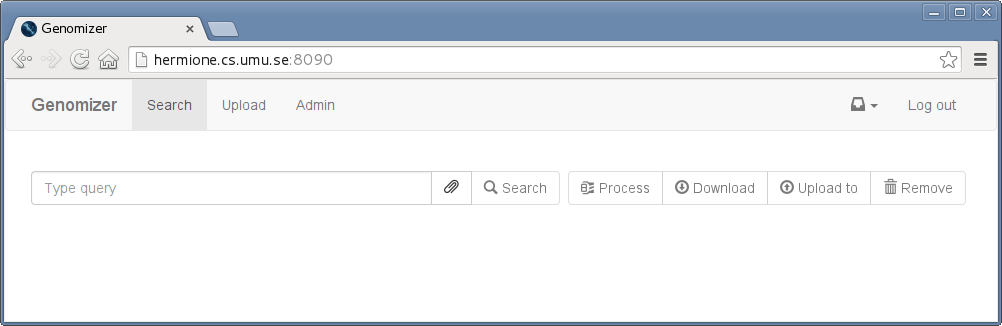 Genomizer
hermione.cs.umu.se:8090
Genomizer Search Upload Admin Log out
Type query Search Process Download Upload to Remove